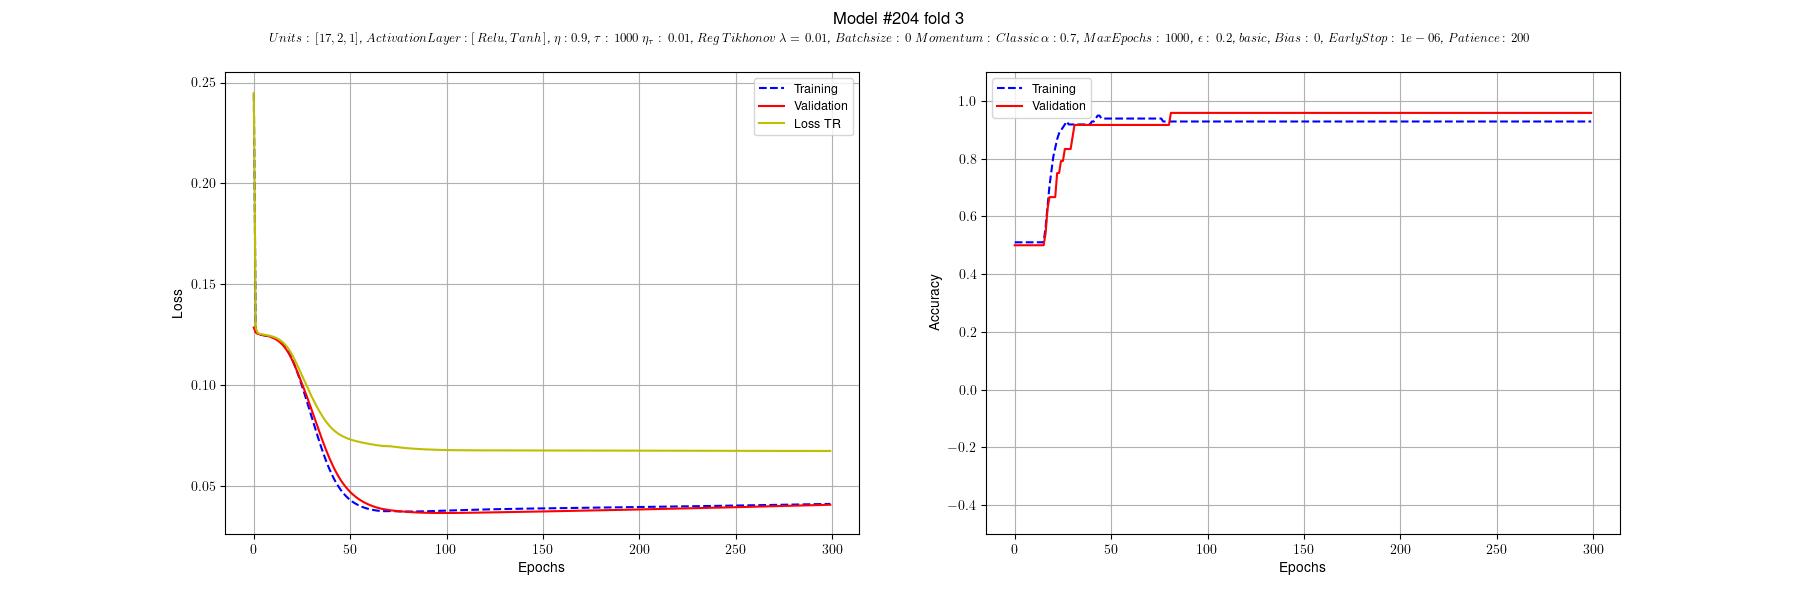 Model #204 fold 3
Units : [17, 2, 1], ActivationLayer : [ Relu, Tanh ], η : 0.9, τ : 1000 η_τ : 0.01, Reg Tikhonov λ = 0.01, Batchsize : 0 Momentum : Classic α : 0.7, MaxEpochs : 1000, ϵ : 0.2, basic, Bias : 0, EarlyStop : 1e − 06, Patience : 200
Training
Validation
Loss TR
0.25
0.20
0.15
0.10
0.05
Loss
0 50 100 150 200 250 300
Epochs
Training
Validation
1.0
0.8
0.6
0.4
0.2
0.0
−0.2
−0.4
Accuracy
0 50 100 150 200 250 300
Epochs